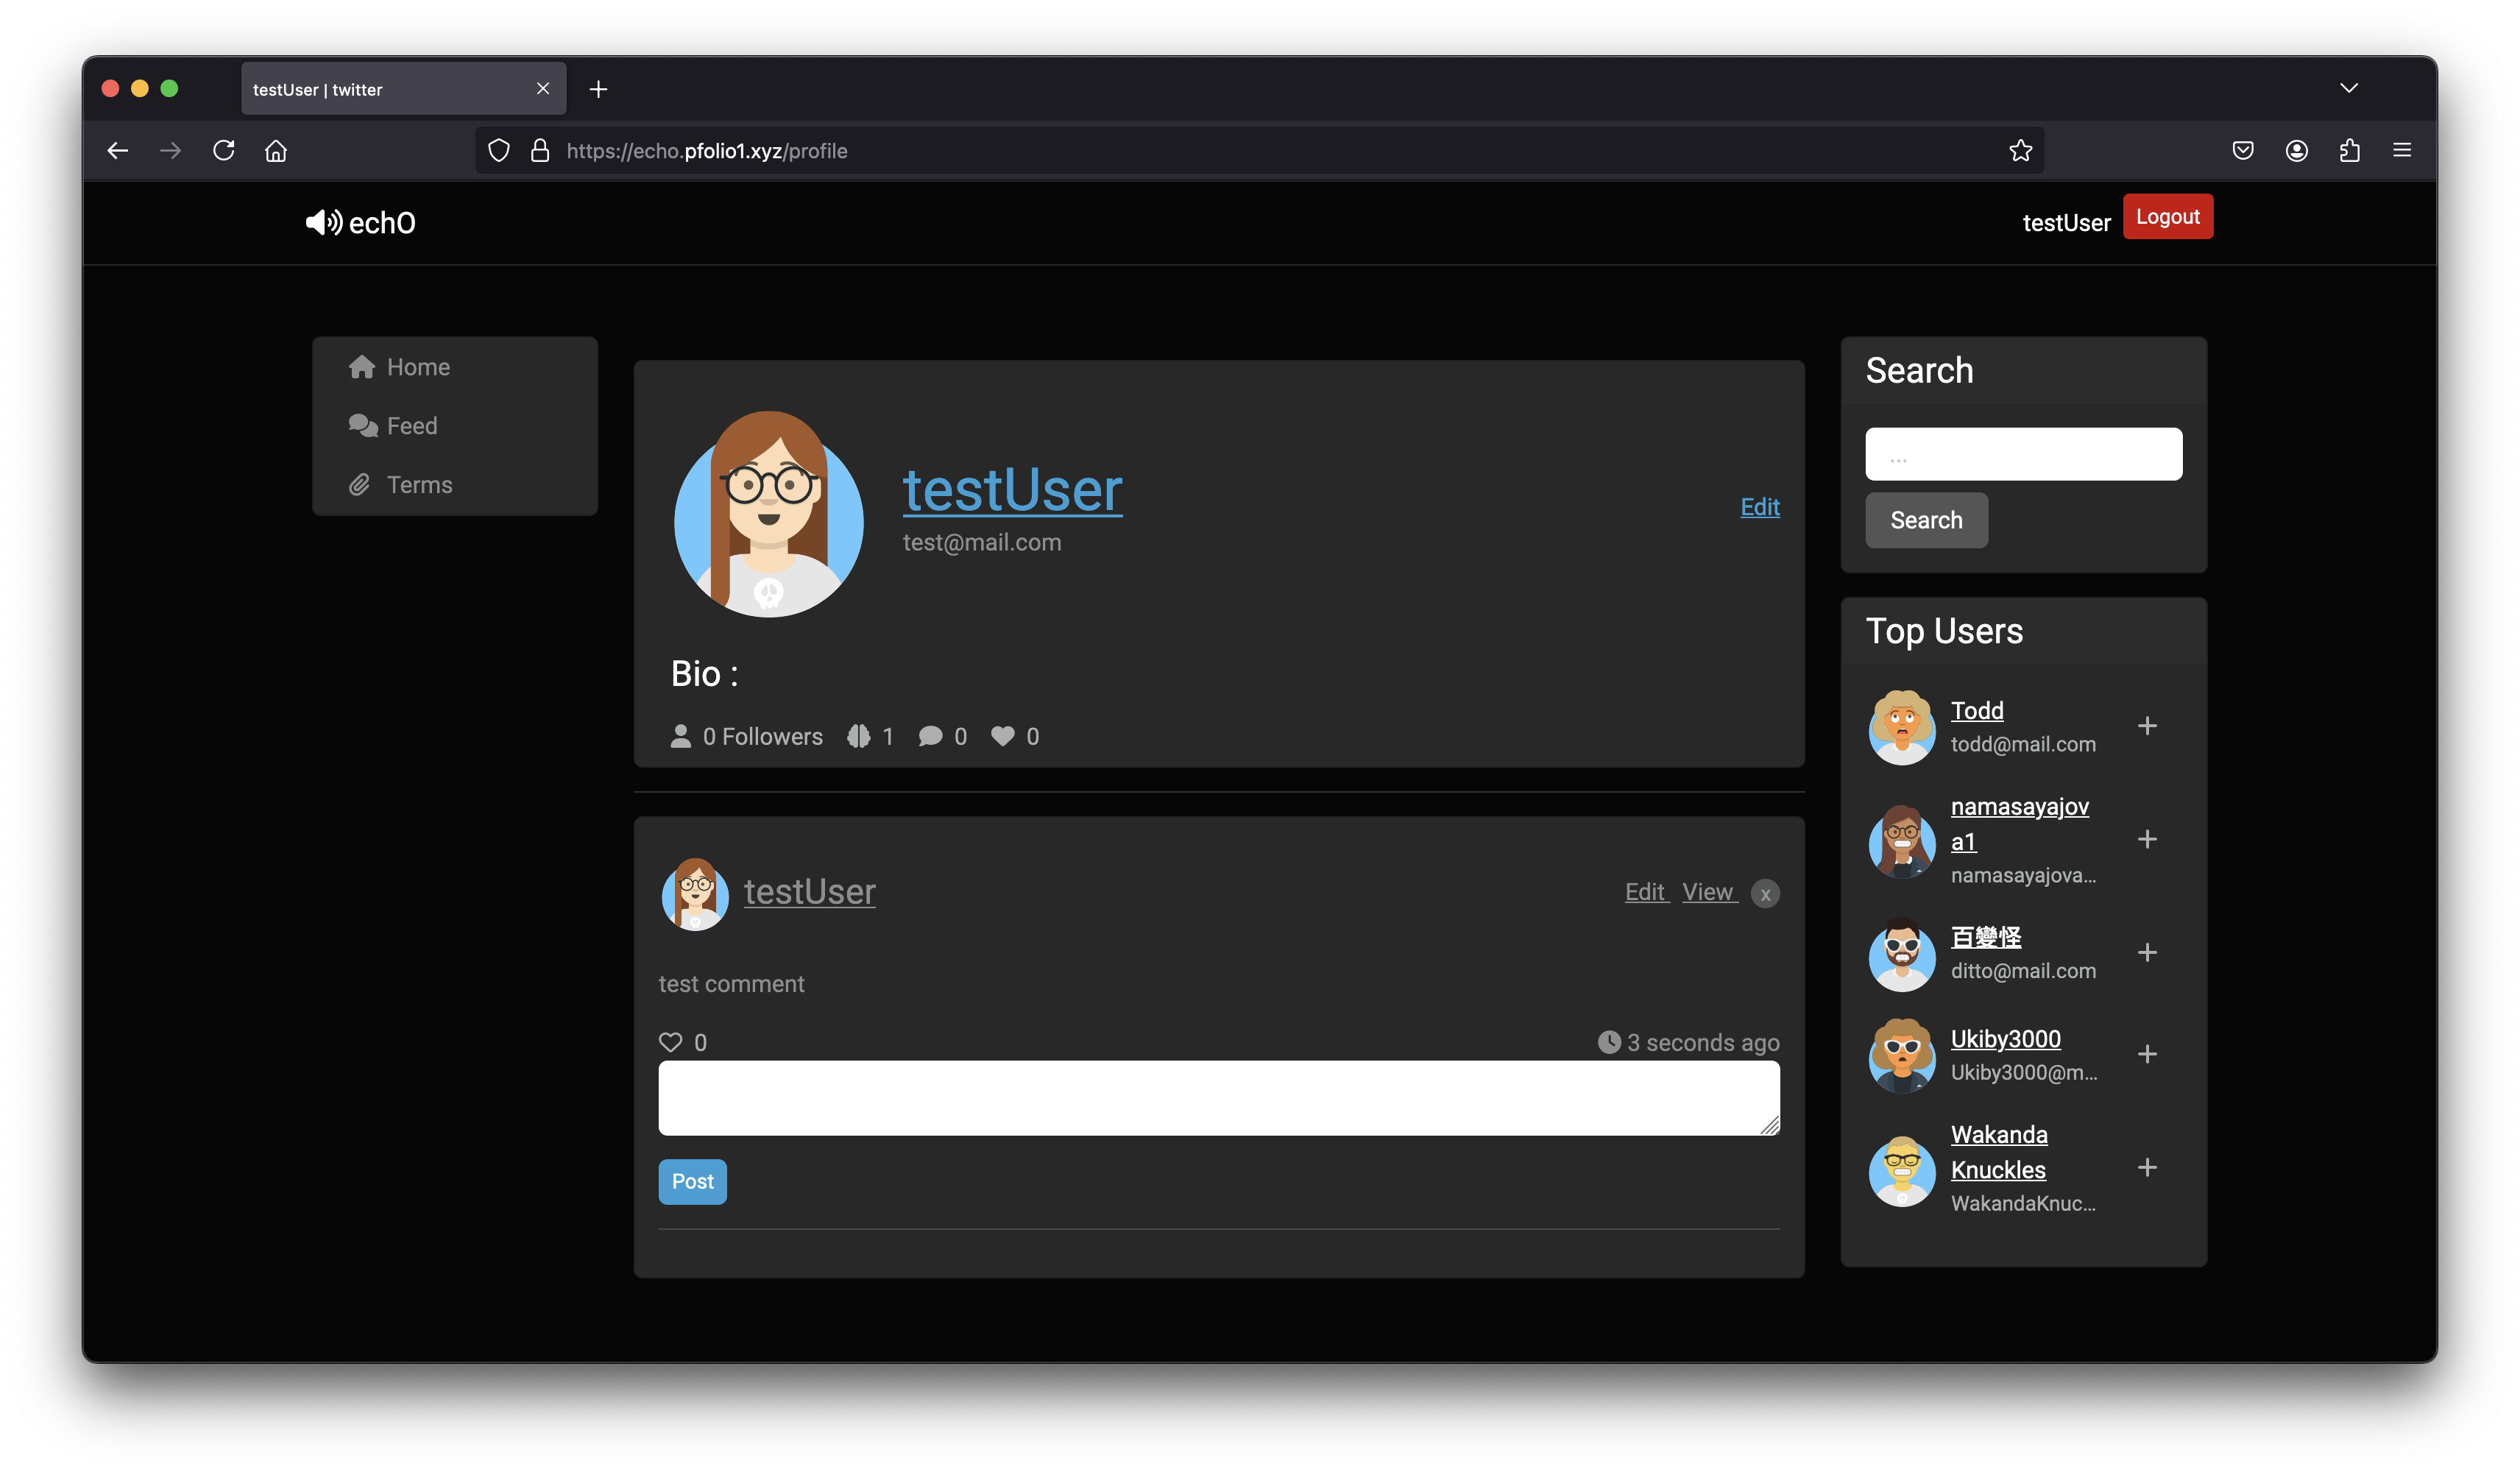 testUser | twitter
https://echo.pfolio1.xyz/profile
echO
testUser
Logout
Home
Feed
Terms
testUser
test@mail.com
Edit
Bio :
0 Followers 1 0 0
testUser
Edit View x
test comment
0
3 seconds ago
Post
Search
...
Search
Top Users
Todd
todd@mail.com
namasayajov
a1
namasayajova...
百變怪
ditto@mail.com
Ukiby3000
Ukiby3000@m...
Wakanda
Knuckles
WakandaKnuc...